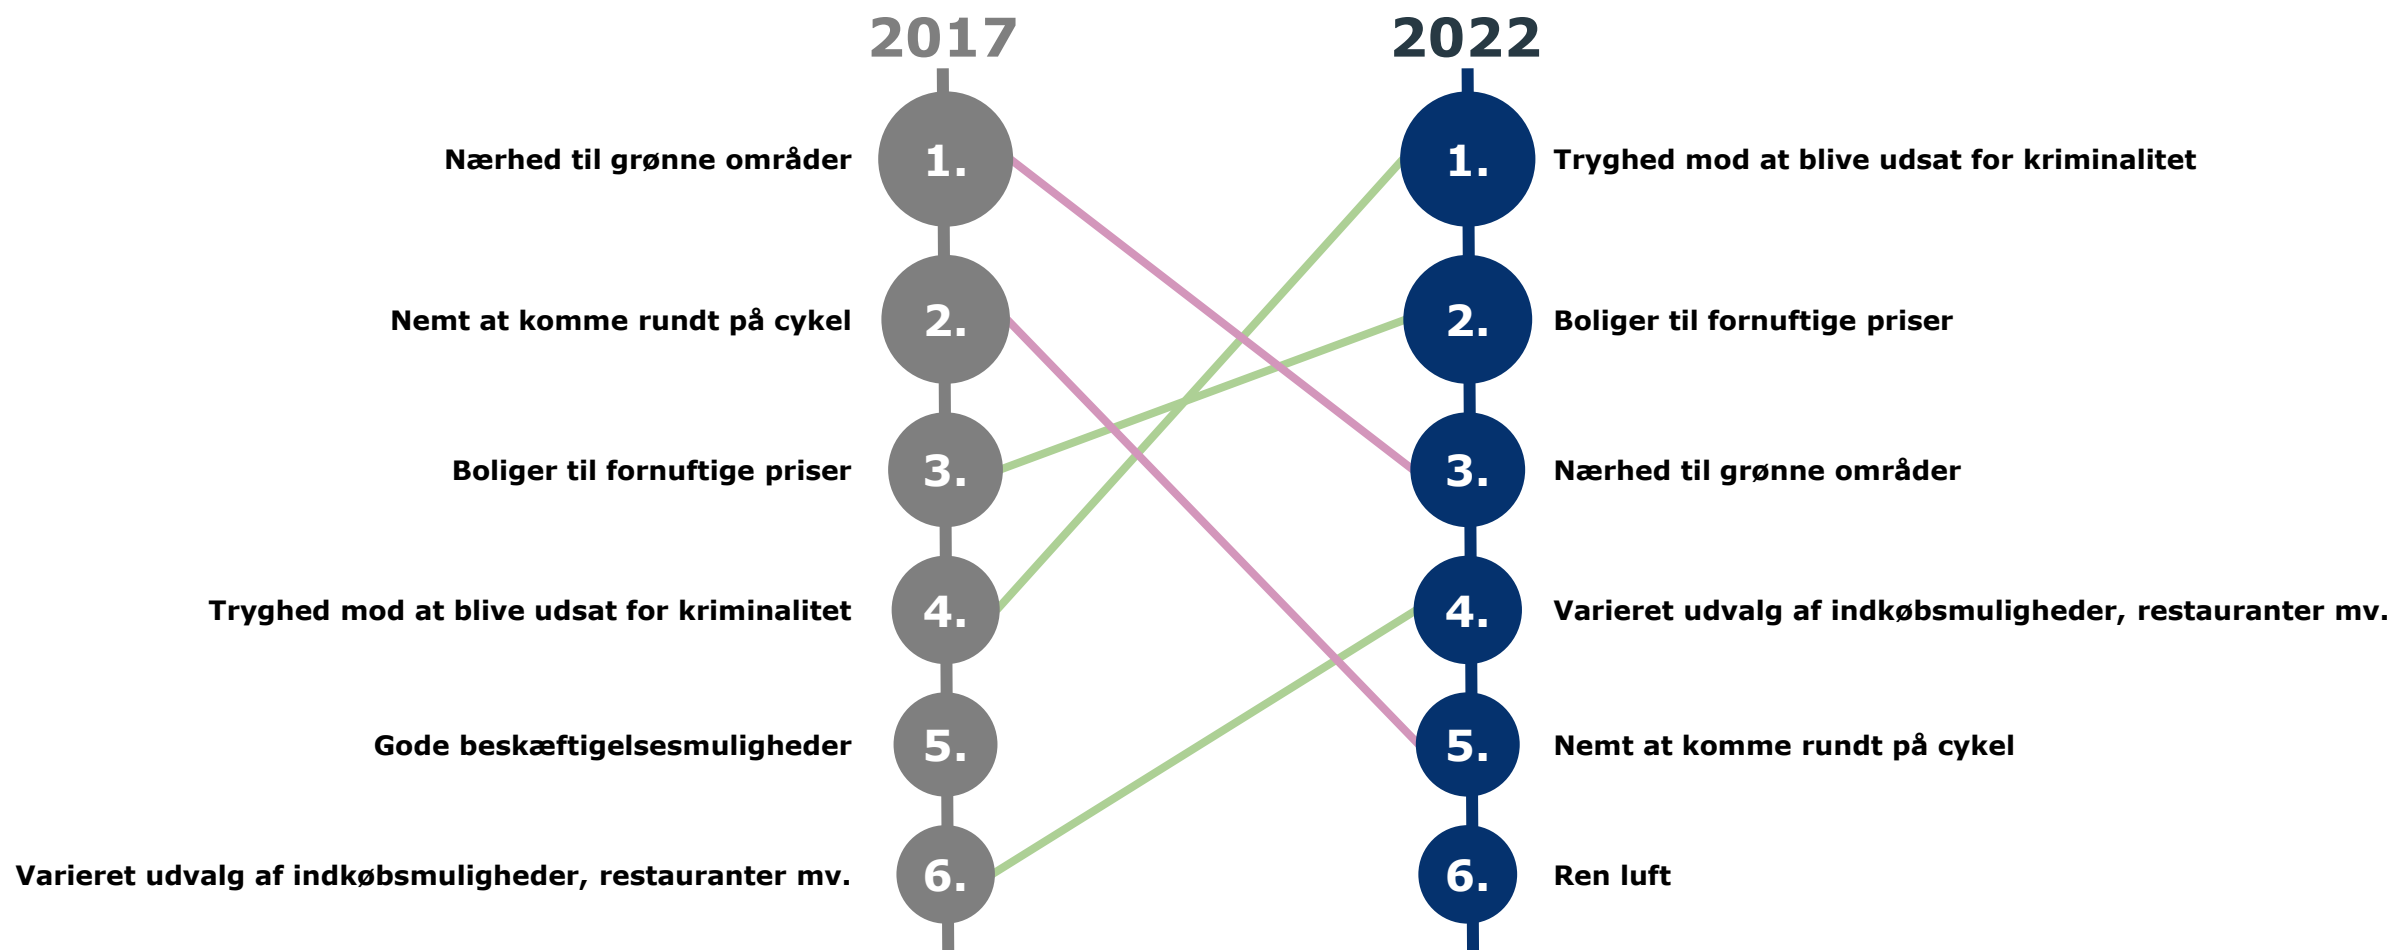 2017
2022
Nærhed til grønne områder
1.
1.
Tryghed mod at blive udsat for kriminalitet
Nemt at komme rundt på cykel
2.
2.
Boliger til fornuftige priser
Boliger til fornuftige priser
3.
3.
Nærhed til grønne områder
Tryghed mod at blive udsat for kriminalitet
4.
4.
Varieret udvalg af indkøbsmuligheder, restauranter mv.
Gode beskæftigelsesmuligheder
5.
5.
Nemt at komme rundt på cykel
Varieret udvalg af indkøbsmuligheder, restauranter mv.
6.
6.
Ren luft